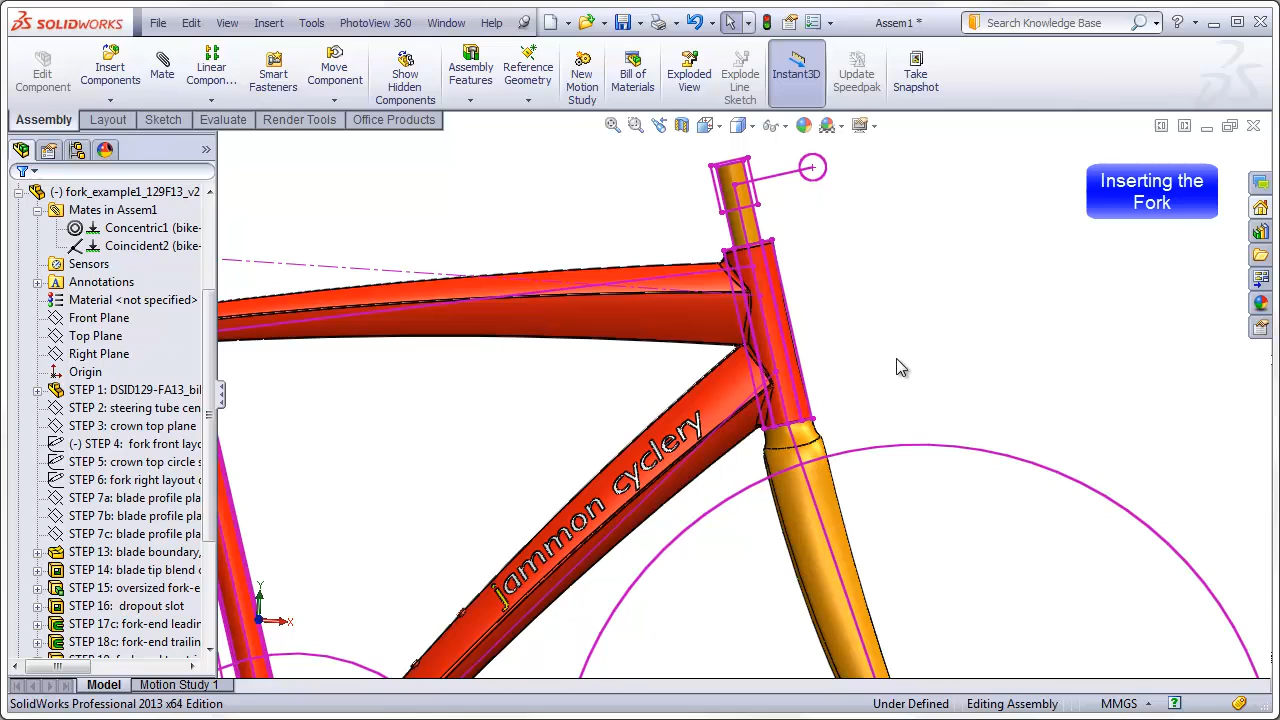 SOLIDWORKS
File Edit View Insert Tools PhotoView 360 Window Help
Assem1 *
Search Knowledge Base
Edit Component
Insert Components
Mate
Linear Compon...
Smart Fasteners
Move Component
Show Hidden Components
Assembly Features
Reference Geometry
New Motion Study
Bill of Materials
Exploded View
Explode Line Sketch
Instant3D
Update Speedpak
Take Snapshot
Assembly Layout Sketch Evaluate Render Tools Office Products
Inserting the
Fork
(-) fork_example1_129F13_v2
Mates in Assem1
Concentric1 (bike-
Coincident2 (bike-
Sensors
Annotations
Material <not specified>
Front Plane
Top Plane
Right Plane
Origin
STEP 1: DSID129-FA13_bil
STEP 2: steering tube cen
STEP 3: crown top plane
(-) STEP 4: fork front layo
STEP 5: crown top circle s
STEP 6: fork right layout c
STEP 7a: blade profile pla
STEP 7b: blade profile pla
STEP 7c: blade profile pla
STEP 13: blade boundary,
STEP 14: blade tip blend c
STEP 15: oversized fork-e
STEP 16: dropout slot
STEP 17c: fork-end leadir
STEP 18c: fork-end trailin
jammon cyclery
Y
X
Model Motion Study 1
SolidWorks Professional 2013 x64 Edition
Under Defined Editing Assembly MMGS